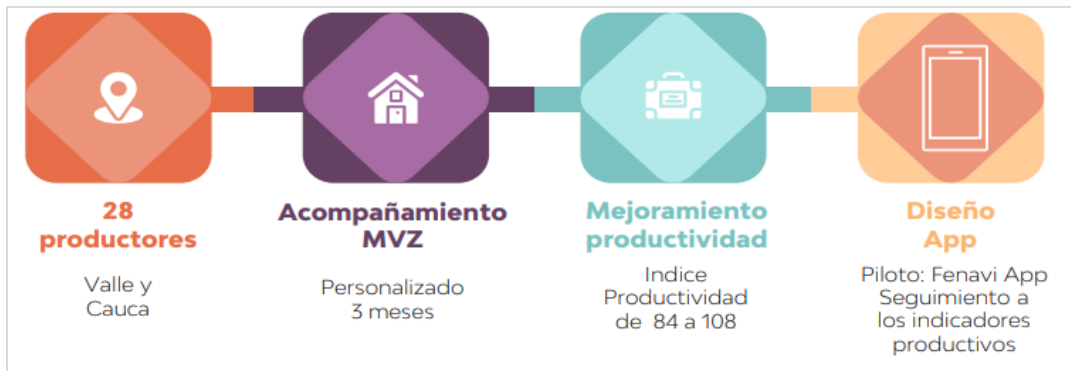 28
productores
Valle y
Cauca
Acompañamiento
MVZ
Personalizado
3 meses
Mejoramiento
productividad
Indice
Productividad
de 84 a 108
Diseño
App
Piloto: Fenavi App
Seguimiento a
los indicadores
productivos